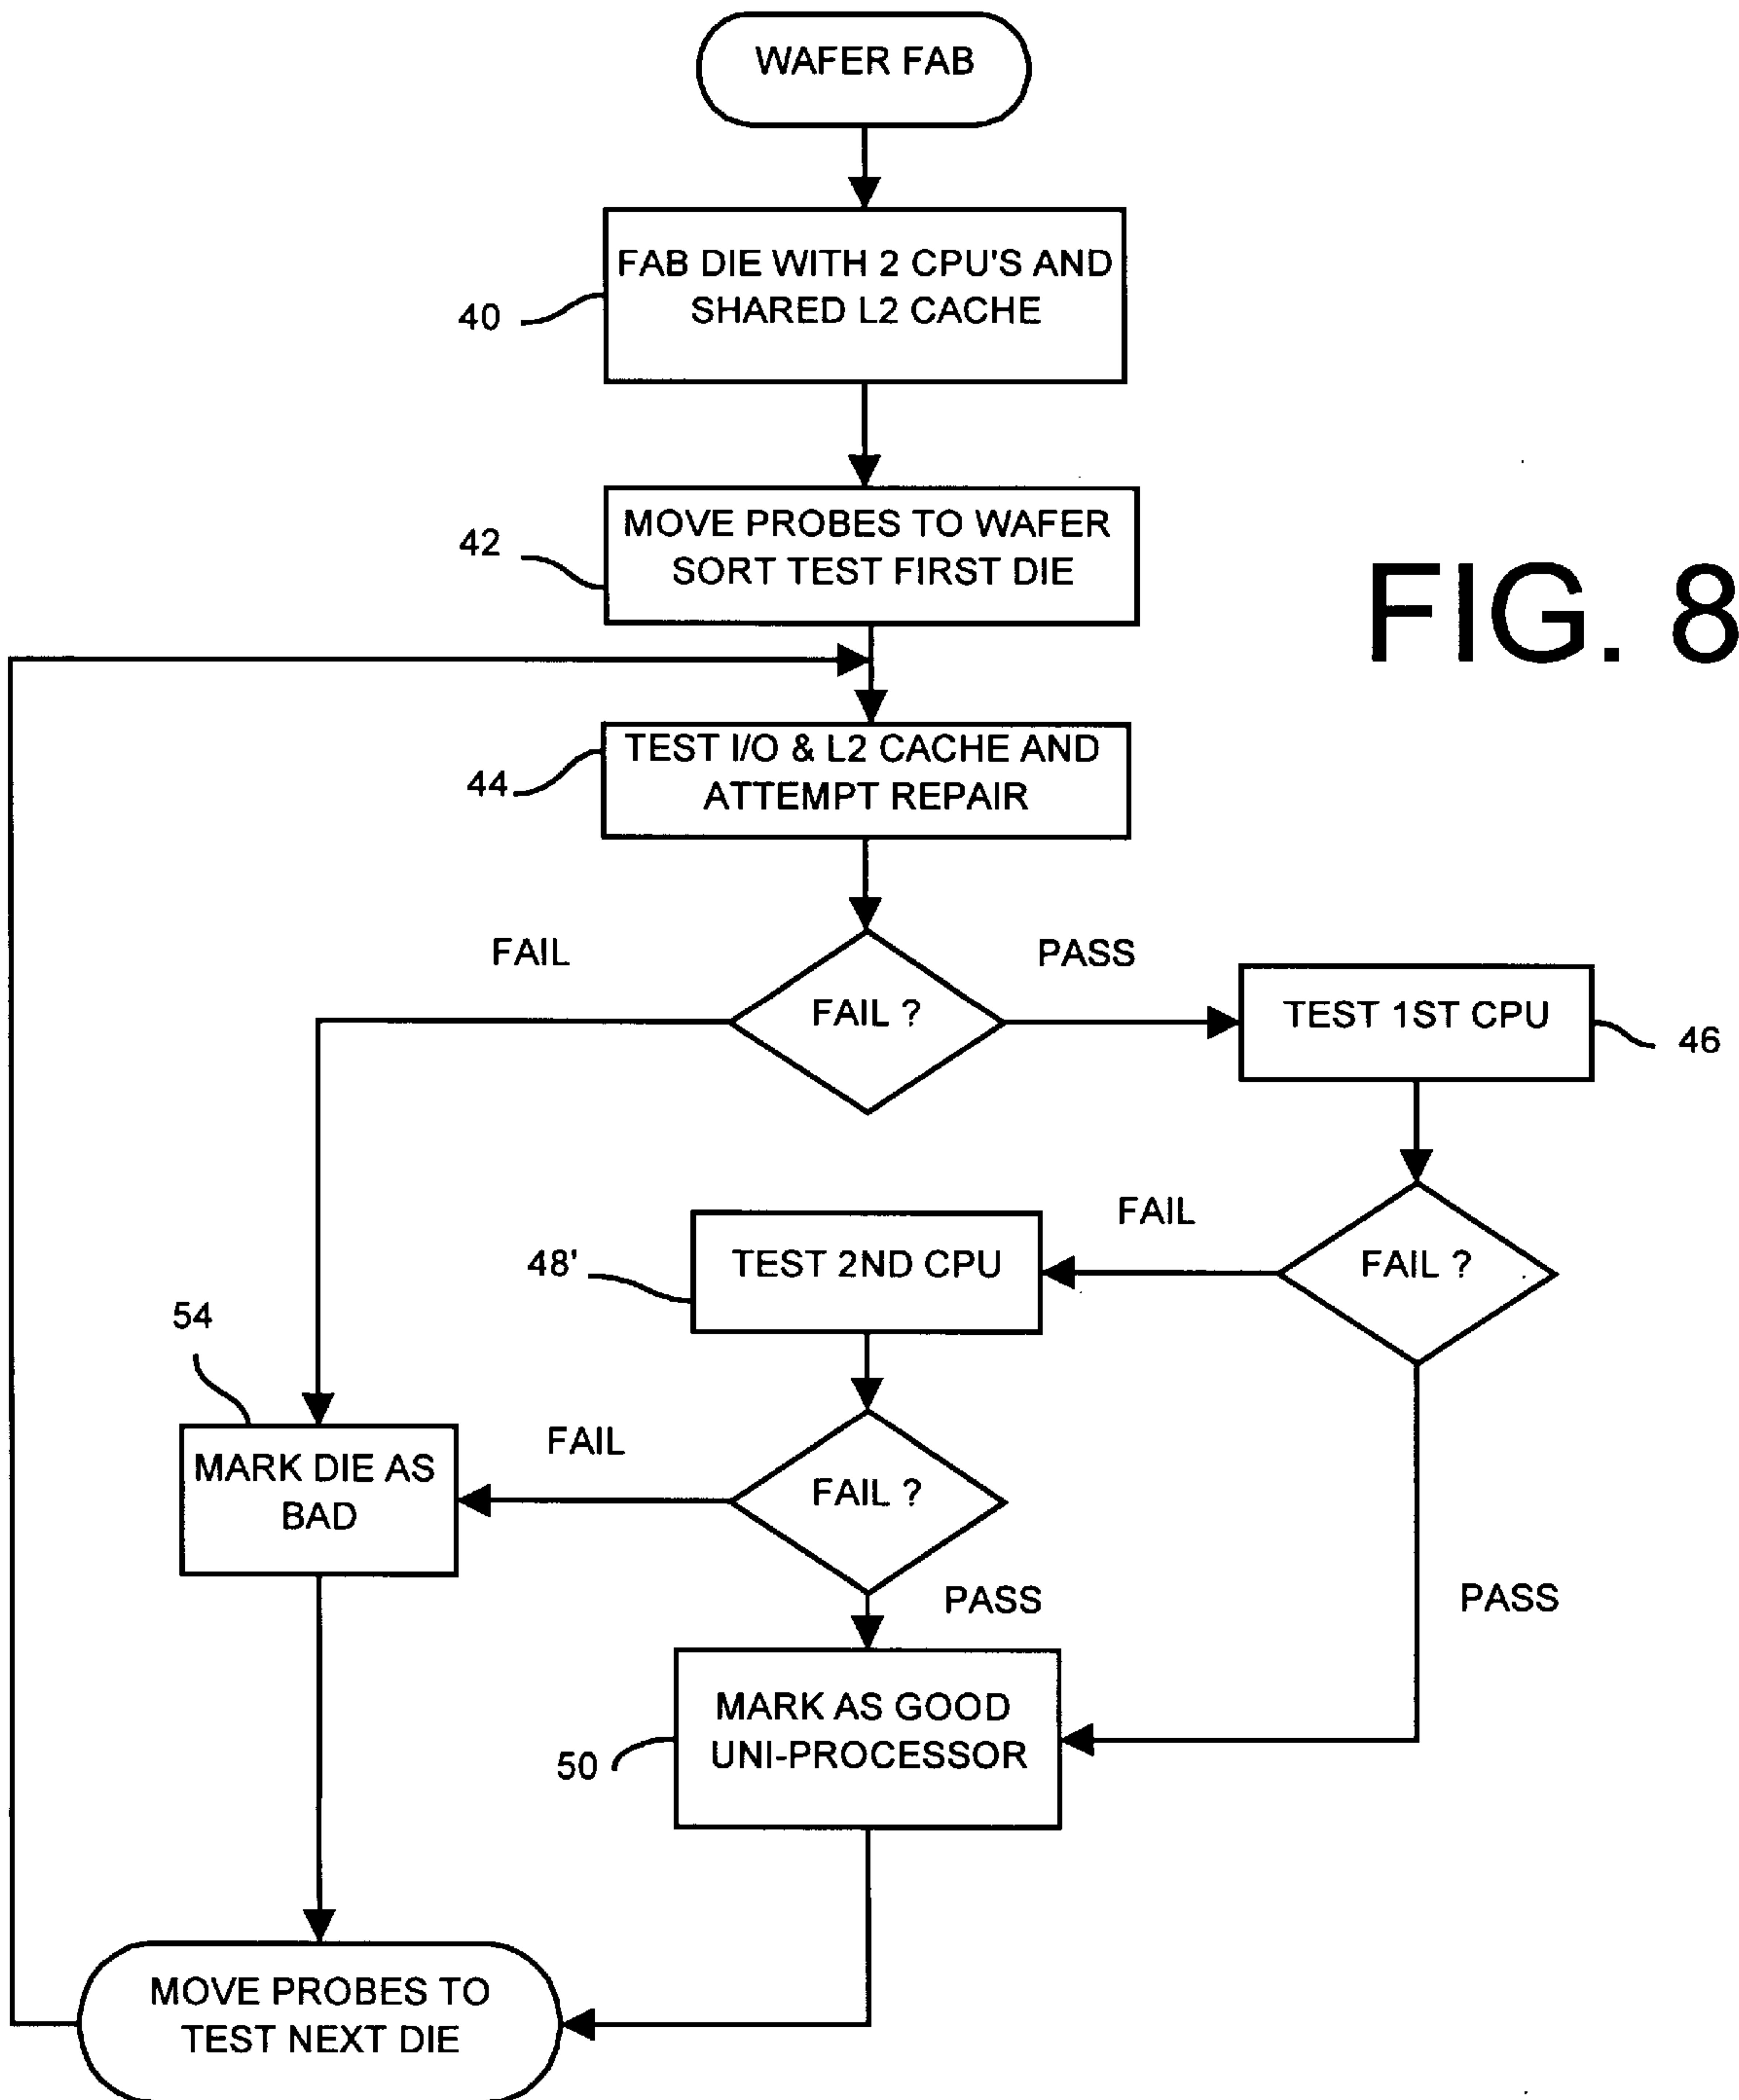 WAFER FAB
FAB DIE WITH 2 CPU'S AND
SHARED L2 CACHE
40
MOVE PROBES TO WAFER
SORT TEST FIRST DIE
42
FIG. 8
TEST I/O & L2 CACHE AND
ATTEMPT REPAIR
44
FAIL
PASS
FAIL ?
TEST 1ST CPU
46
FAIL
TEST 2ND CPU
48'
FAIL ?
54
MARK DIE AS
BAD
FAIL
FAIL ?
PASS
PASS
MARK AS GOOD
UNI-PROCESSOR
50
MOVE PROBES TO
TEST NEXT DIE